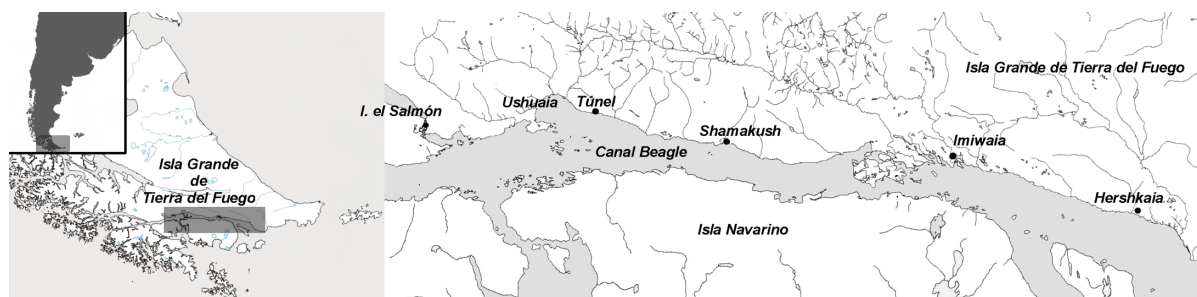 Isla Grande
de
Tierra del Fuego
I. el Salmón
Ushuaia
Túnel
Canal Beagle
Shamakush
Isla Navarino
Isla Grande de Tierra del Fuego
Imiwaia
Hershkaia